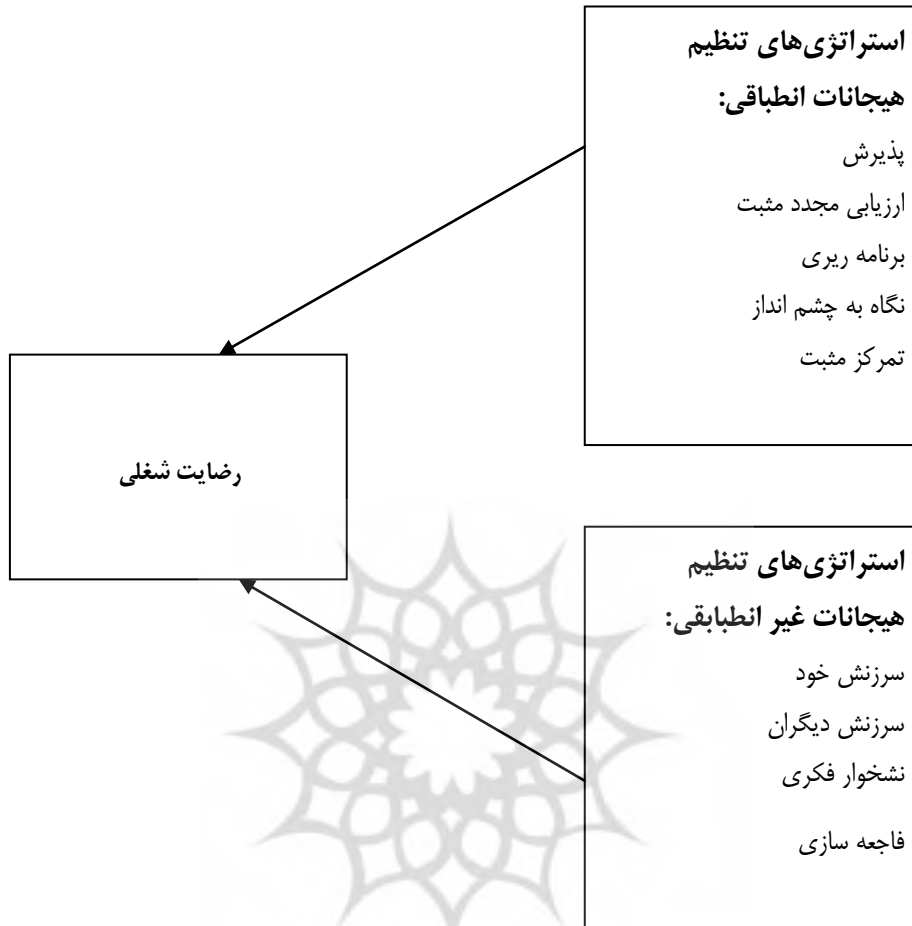 استراتژی‌های تنظیم
هیجانات انطباقی:
پذیرش
ارزیابی مجدد مثبت
برنامه ریری
نگاه به چشم انداز
تمرکز مثبت
رضایت شغلی
استراتژی‌های تنظیم
هیجانات غیر انطبابقی:
سرزنش خود
سرزنش دیگران
نشخوار فکری
فاجعه سازی